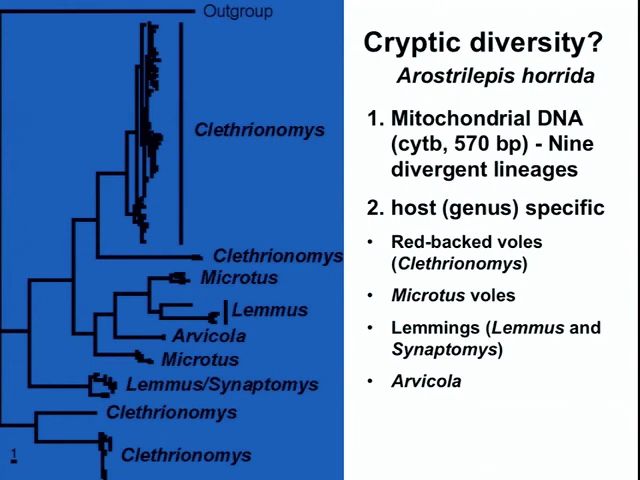 Outgroup
Clethrionomys
Clethrionomys
Microtus
Lemmus
Arvicola
Microtus
Lemmus/Synaptomys
Clethrionomys
Clethrionomys
1
Cryptic diversity?
Arostrilepis horrida
1. Mitochondrial DNA
(cytb, 570 bp) - Nine
divergent lineages
2. host (genus) specific
• Red-backed voles
(Clethrionomys)
• Microtus voles
• Lemmings (Lemmus and
Synaptomys)
• Arvicola